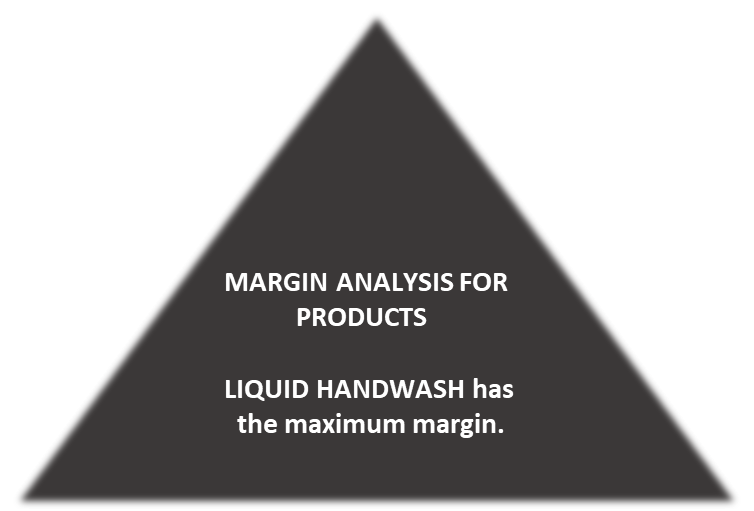 MARGIN ANALYSIS FOR
PRODUCTS
LIQUID HANDWASH has
the maximum margin.